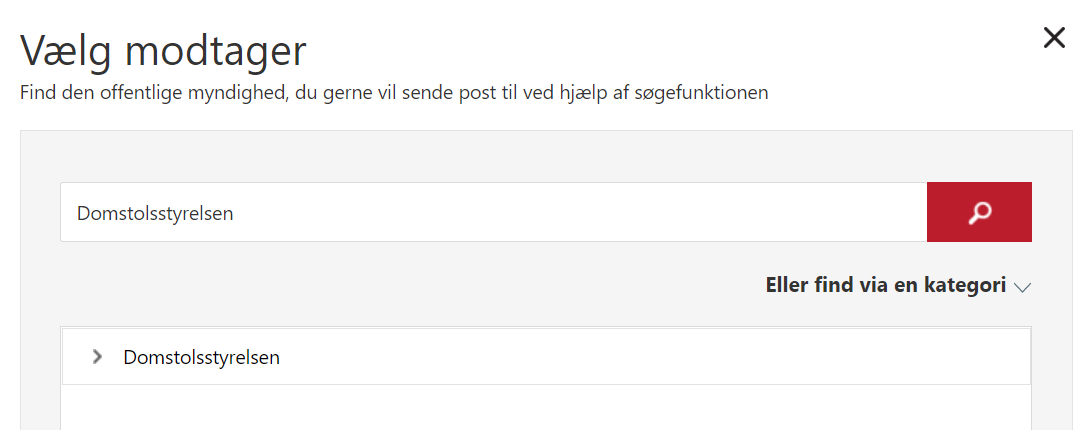 Vælg modtager
Find den offentlige myndighed, du gerne vil sende post til ved hjælp af søgefunktionen
Domstolsstyrelsen
Eller find via en kategori
Domstolsstyrelsen